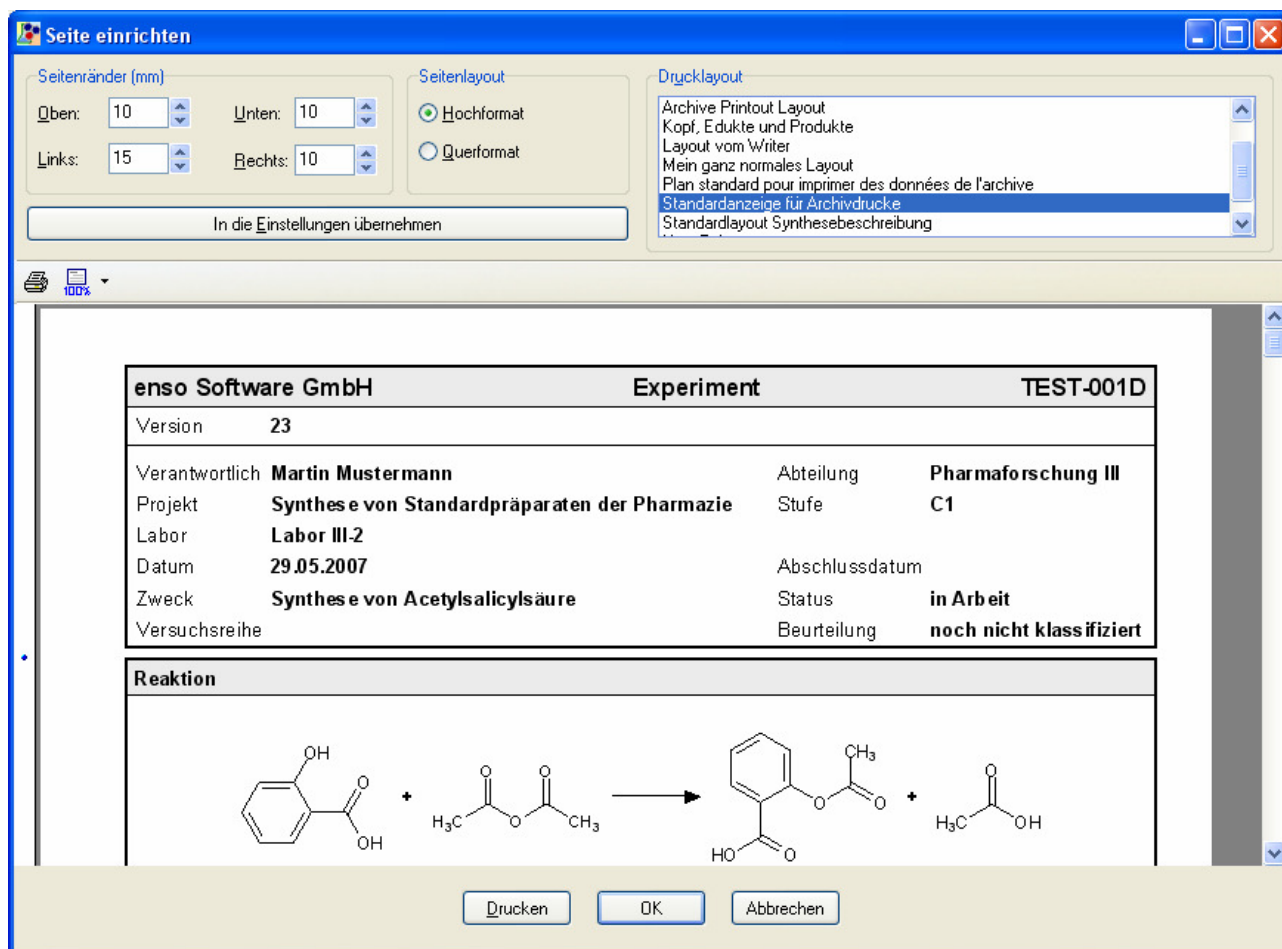 Seite einrichten
Seitenränder (mm)
Oben: 10 Unten: 10
Links: 15 Rechts: 10
Seitenlayout
Hochformat
Querformat
Drucklayout
Archive Printout Layout
Kopf, Edukte und Produkte
Layout vom Writer
Mein ganz normales Layout
Plan standard pour imprimer des données de l'archive
Standardanzeige für Archivdrucke
Standardlayout Synthesebeschreibung
In die Einstellungen übernehmen
100%
enso Software GmbH Experiment TEST-001D
Version 23
Verantwortlich Martin Mustermann Abteilung Pharmaforschung III
Projekt Synthese von Standardpräparaten der Pharmazie Stufe C1
Labor Labor III-2
Datum 29.05.2007 Abschlussdatum
Zweck Synthese von Acetylsalicylsäure Status in Arbeit
Versuchsreihe Beurteilung noch nicht klassifiziert
Reaktion
OH O OH + O O H3C O CH3 CH3 O O HO O + O H3C OH
Drucken OK Abbrechen